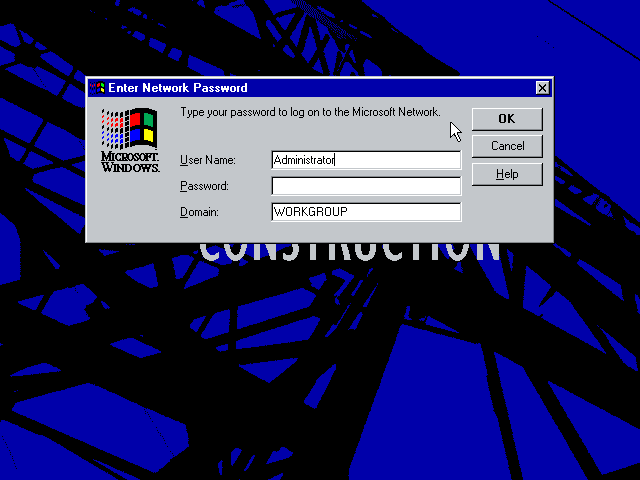 Enter Network Password
Type your password to log on to the Microsoft Network.
OK
MICROSOFT.
WINDOWS.
User Name:
Administrator
Cancel
Password:
Help
Domain:
WORKGROUP
CONSTRUCTION